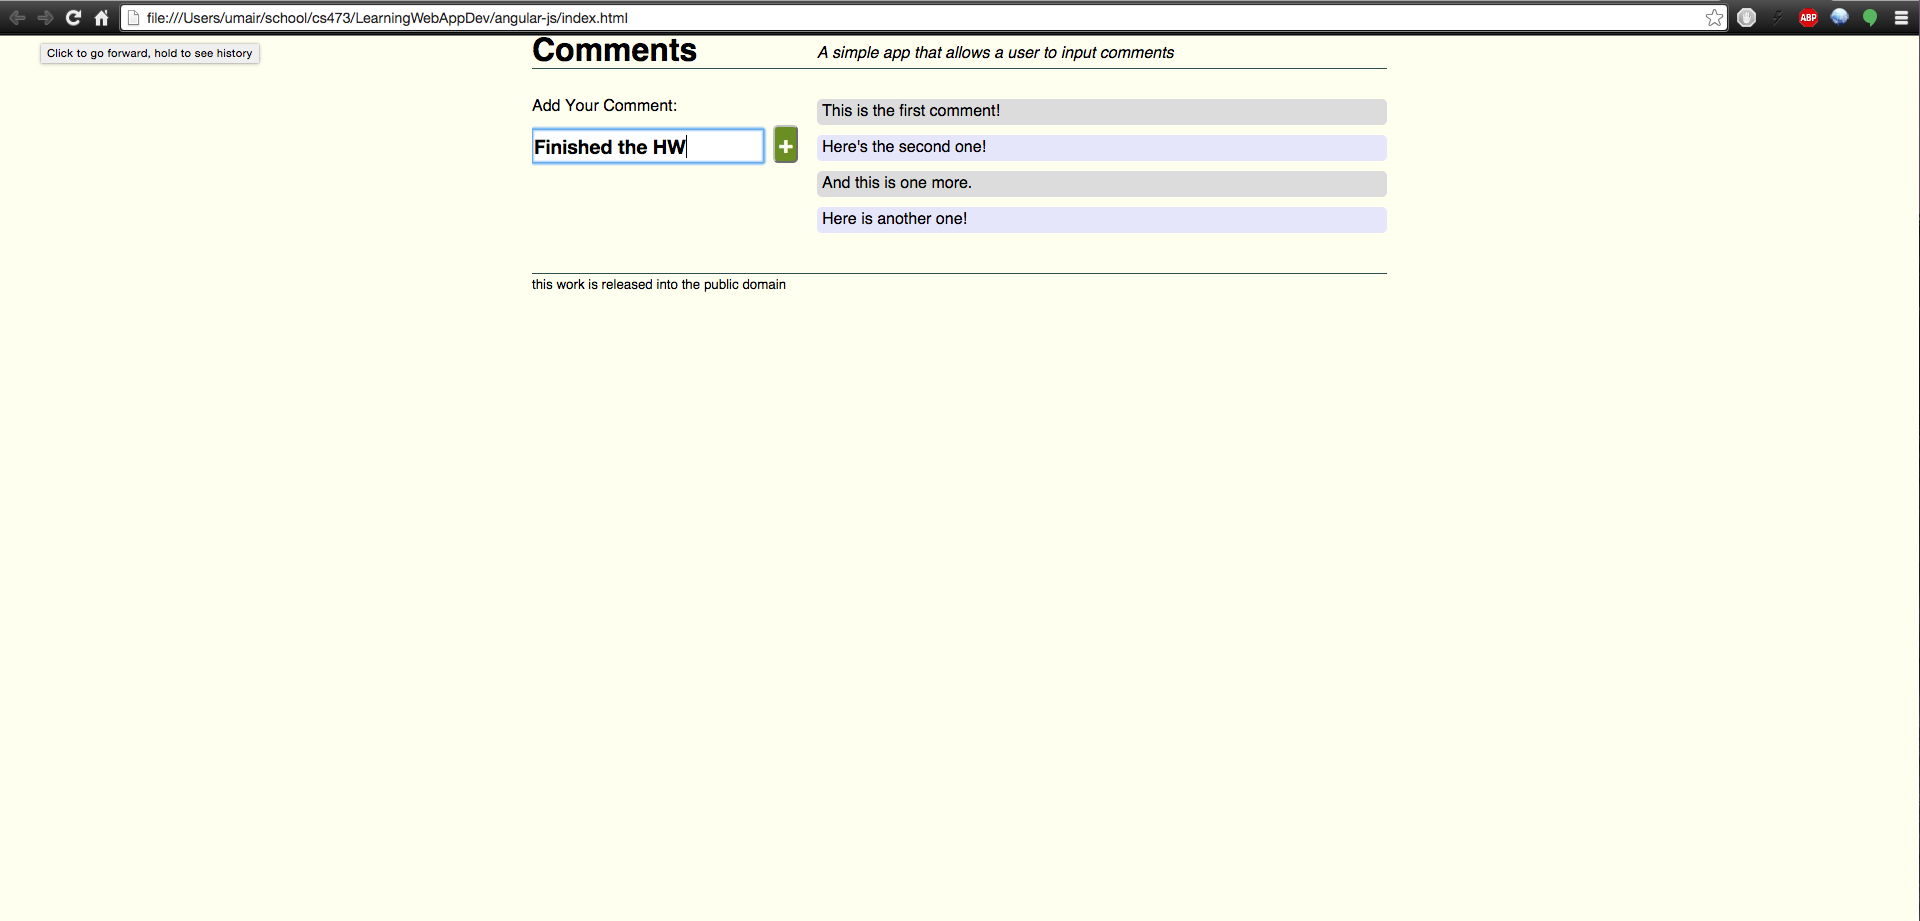 file:///Users/umair/school/cs473/LearningWebAppDev/angular-js/index.html
ABP
Click to go forward, hold to see history
Comments
A simple app that allows a user to input comments
Add Your Comment:
Finished the HW
+
This is the first comment!
Here's the second one!
And this is one more.
Here is another one!
this work is released into the public domain